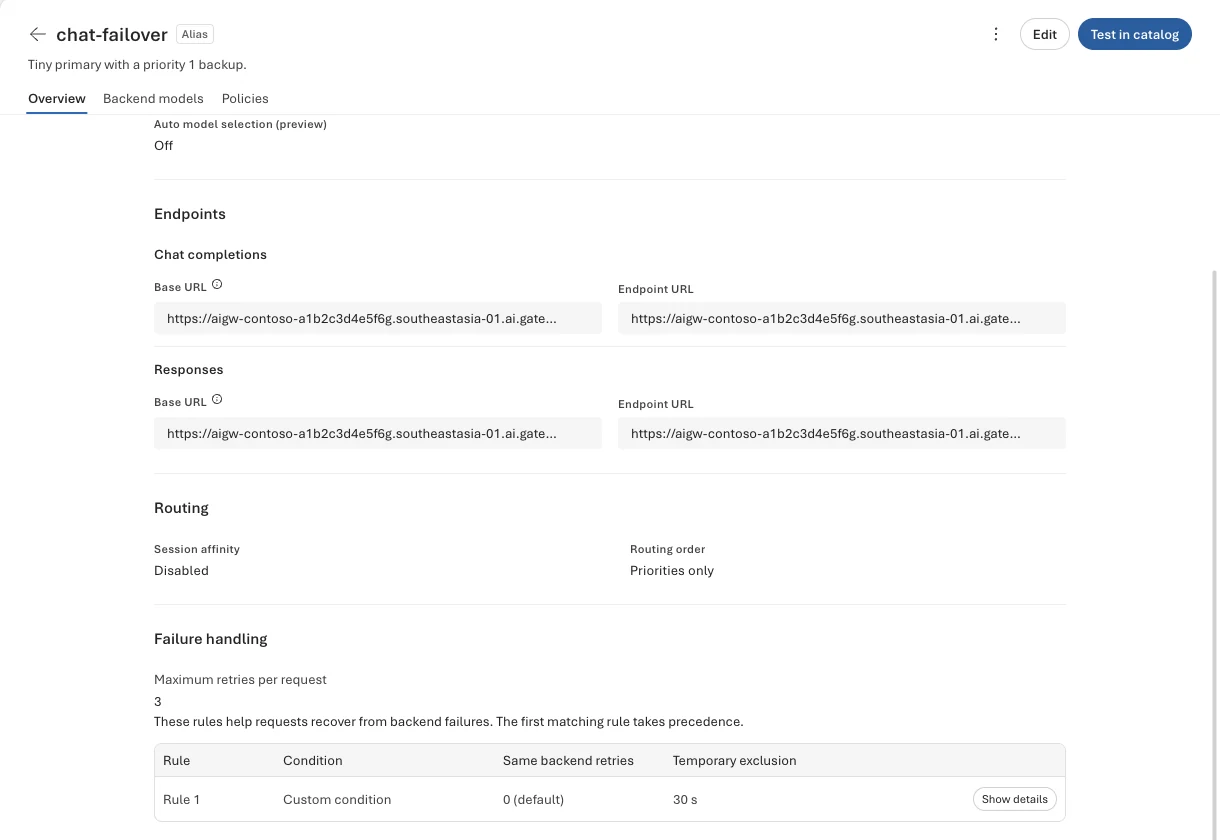 chat-failover Alias
Edit
Test in catalog
Tiny primary with a priority 1 backup.
Overview Backend models Policies
Auto model selection (preview)
Off
Endpoints
Chat completions
Base URL
Endpoint URL
https://aigw-contoso-a1b2c3d4e5f6g.southeastasia-01.ai.gate...
https://aigw-contoso-a1b2c3d4e5f6g.southeastasia-01.ai.gate...
Responses
Base URL
Endpoint URL
https://aigw-contoso-a1b2c3d4e5f6g.southeastasia-01.ai.gate...
https://aigw-contoso-a1b2c3d4e5f6g.southeastasia-01.ai.gate...
Routing
Session affinity
Routing order
Disabled
Priorities only
Failure handling
Maximum retries per request
3
These rules help requests recover from backend failures. The first matching rule takes precedence.
Rule Condition Same backend retries Temporary exclusion
Rule 1 Custom condition 0 (default) 30 s Show details